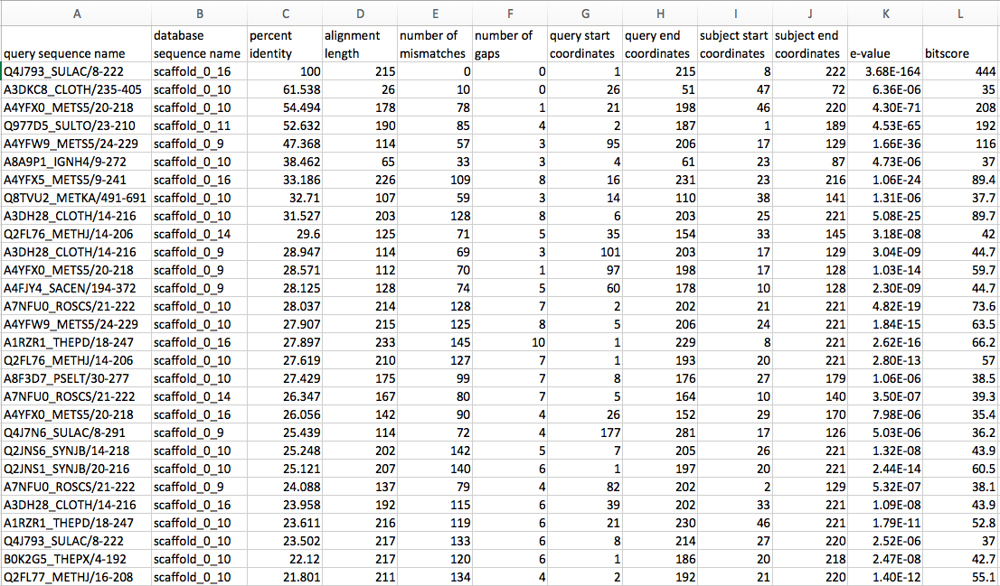 A B C D E F G H I J K L
database percent alignment number of number of query start query end subject start subject end
query sequence name sequence name identity length mismatches gaps coordinates coordinates coordinates coordinates e-value bitscore
Q4J793_SULAC/8-222 scaffold_0_16 100 215 0 0 1 215 8 222 3.68E-164 444
A3DKC8_CLOTH/235-405 scaffold_0_10 61.538 26 10 0 26 51 47 72 6.36E-06 35
A4YFX0_METS5/20-218 scaffold_0_10 54.494 178 78 1 21 198 46 220 4.30E-71 208
Q977D5_SULTO/23-210 scaffold_0_11 52.632 190 85 4 2 187 1 189 4.53E-65 192
A4YFW9_METS5/24-229 scaffold_0_9 47.368 114 57 3 95 206 17 129 1.66E-36 116
A8A9P1_IGNH4/9-272 scaffold_0_10 38.462 65 33 3 4 61 23 87 4.73E-06 37
A4YFX5_METS5/9-241 scaffold_0_16 33.186 226 109 8 16 231 23 216 1.06E-24 89.4
Q8TVU2_METKA/491-691 scaffold_0_10 32.71 107 59 3 14 110 38 141 1.31E-06 37.7
A3DH28_CLOTH/14-216 scaffold_0_10 31.527 203 128 8 6 203 25 221 5.08E-25 89.7
Q2FL76_METHJ/14-206 scaffold_0_14 29.6 125 71 5 35 154 33 145 3.18E-08 42
A3DH28_CLOTH/14-216 scaffold_0_9 28.947 114 69 3 101 203 17 129 3.04E-09 44.7
A4YFX0_METS5/20-218 scaffold_0_9 28.571 112 70 1 97 198 17 128 1.03E-14 59.7
A4FJY4_SACEN/194-372 scaffold_0_9 28.125 128 74 5 60 178 10 128 2.30E-09 44.7
A7NFU0_ROSCS/21-222 scaffold_0_10 28.037 214 128 7 2 202 21 221 4.82E-19 73.6
A4YFW9_METS5/24-229 scaffold_0_10 27.907 215 125 8 5 206 24 221 1.84E-15 63.5
A1RZR1_THEPD/18-247 scaffold_0_16 27.897 233 145 10 1 229 8 221 2.62E-16 66.2
Q2FL76_METHJ/14-206 scaffold_0_10 27.619 210 127 7 1 193 20 221 2.80E-13 57
A8F3D7_PSELT/30-277 scaffold_0_10 27.429 175 99 7 8 176 27 179 1.06E-06 38.5
A7NFU0_ROSCS/21-222 scaffold_0_14 26.347 167 80 7 5 164 10 140 3.50E-07 39.3
A4YFX0_METS5/20-218 scaffold_0_16 26.056 142 90 4 26 152 29 170 7.98E-06 35.4
Q4J7N6_SULAC/8-291 scaffold_0_9 25.439 114 72 4 177 281 17 126 5.03E-06 36.2
Q2JNS6_SYNJB/14-218 scaffold_0_10 25.248 202 142 5 7 205 26 221 1.32E-08 43.9
Q2JNS1_SYNJB/20-216 scaffold_0_10 25.121 207 140 6 1 197 20 221 2.44E-14 60.5
A7NFU0_ROSCS/21-222 scaffold_0_9 24.088 137 79 4 82 202 2 129 5.32E-07 38.1
A3DH28_CLOTH/14-216 scaffold_0_16 23.958 192 115 6 39 202 33 221 1.09E-08 43.9
A1RZR1_THEPD/18-247 scaffold_0_10 23.611 216 119 6 21 230 46 221 1.79E-11 52.8
Q4J793_SULAC/8-222 scaffold_0_10 23.502 217 133 6 8 214 27 220 2.52E-06 37
B0K2G5_THEPX/4-192 scaffold_0_10 22.12 217 120 6 1 186 20 218 2.47E-08 42.7
Q2FL77_METHJ/16-208 scaffold_0_10 21.801 211 134 4 2 192 21 220 1.40E-12 55.1